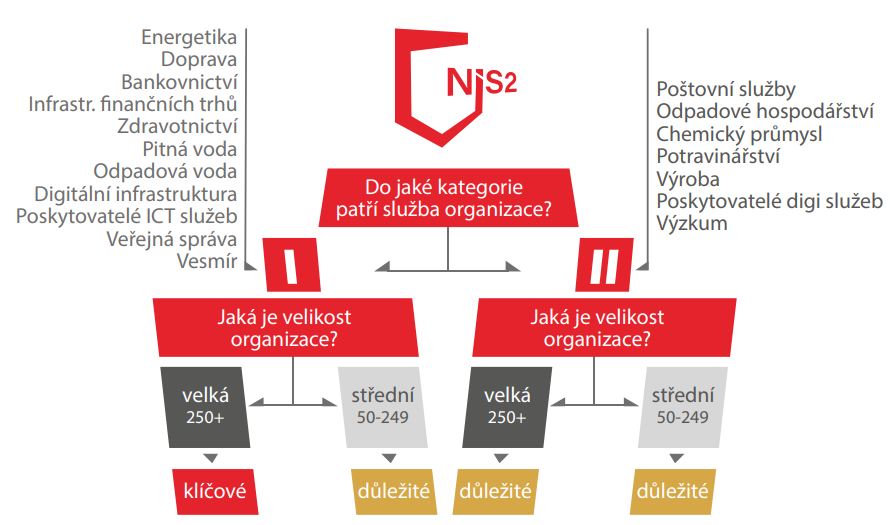 Energetika
Doprava
Bankovnictví
Infrastr. finančních trhů
Zdravotnictví
Pitná voda
Odpadová voda
Digitální infrastruktura
Poskytovatelé ICT služeb
Veřejná správa
Vesmír
NIS2
Poštovní služby
Odpadové hospodářství
Chemický průmysl
Potravinářství
Výroba
Poskytovatelé digi služeb
Výzkum
Do jaké kategorie
patří služba organizace?
I
II
Jaká je velikost
organizace?
Jaká je velikost
organizace?
velká
250+
střední
50-249
velká
250+
střední
50-249
klíčové
důležité
důležité
důležité